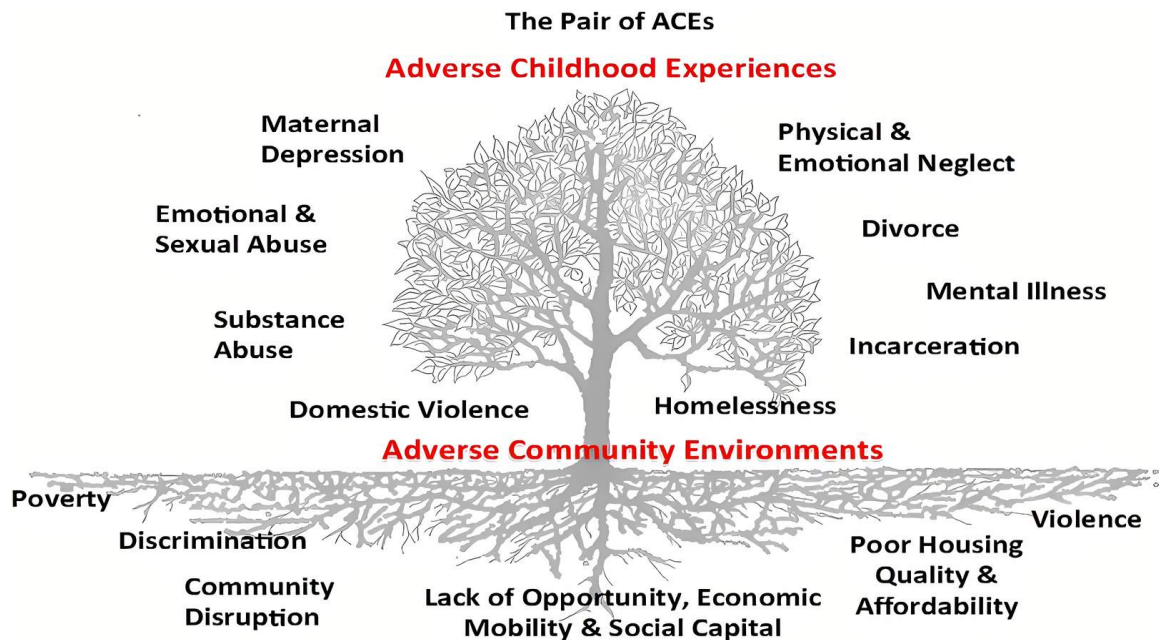 The Pair of ACEs
Adverse Childhood Experiences
Maternal
Depression
Physical &
Emotional Neglect
Emotional &
Sexual Abuse
Divorce
Mental Illness
Substance
Abuse
Incarceration
Domestic Violence
Homelessness
Adverse Community Environments
Poverty
Violence
Discrimination
Poor Housing
Quality &
Affordability
Community
Disruption
Lack of Opportunity, Economic
Mobility & Social Capital